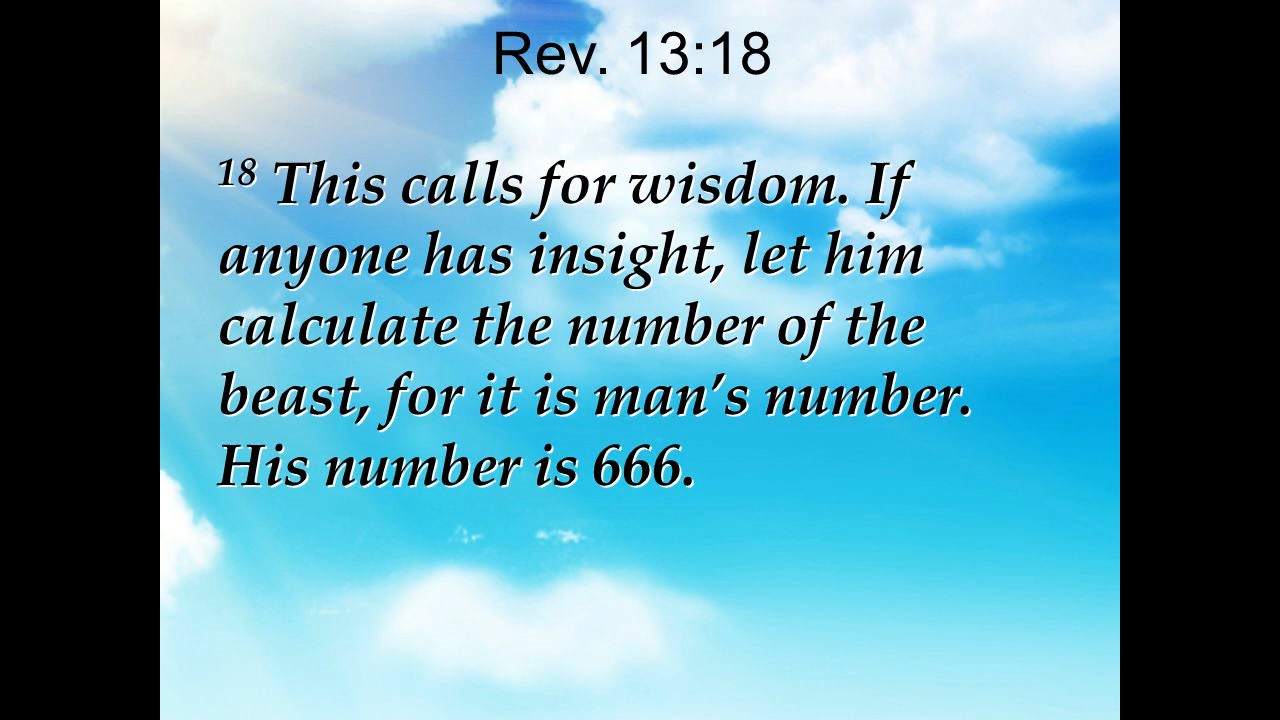 Rev. 13:18
18 This calls for wisdom. If
anyone has insight, let him
calculate the number of the
beast, for it is man’s number.
His number is 666.